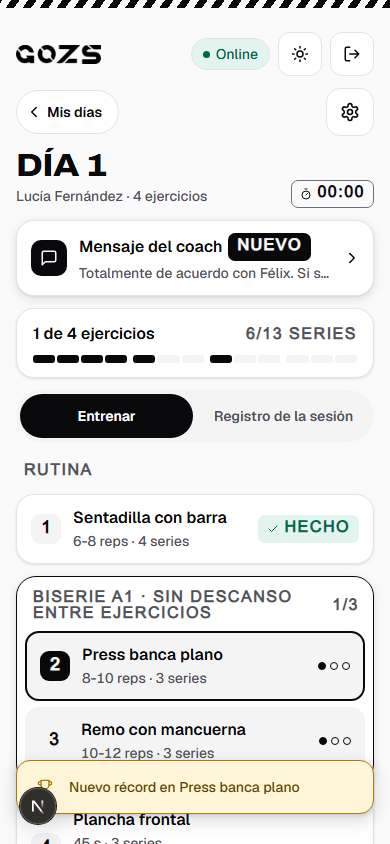 GOZS
Online
Mis días
DÍA 1
Lucía Fernández · 4 ejercicios
00:00
Mensaje del coach NUEVO
Totalmente de acuerdo con Félix. Si s...
1 de 4 ejercicios
6/13 SERIES
Entrenar
Registro de la sesión
RUTINA
1
Sentadilla con barra
6-8 reps · 4 series
HECHO
BISERIE A1 · SIN DESCANSO
ENTRE EJERCICIOS
1/3
2
Press banca plano
8-10 reps · 3 series
3
Remo con mancuerna
10-12 reps · 3 series
Nuevo récord en Press banca plano
N
Plancha frontal
45 s · 3 series